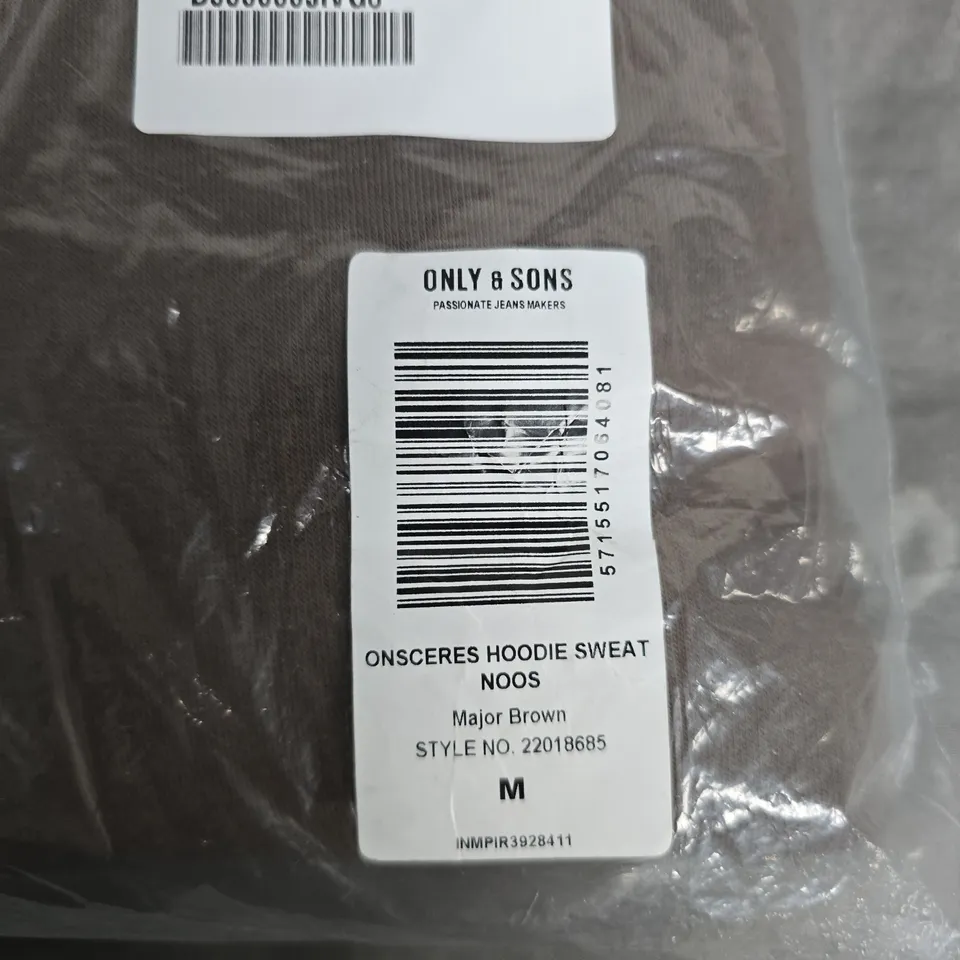 ONLY & SONS
PASSIONATE JEANS MAKERS
5715517064081
ONSCERES HOODIE SWEAT
NOOS
Major Brown
STYLE NO. 22018685
M
INMPIR3928411